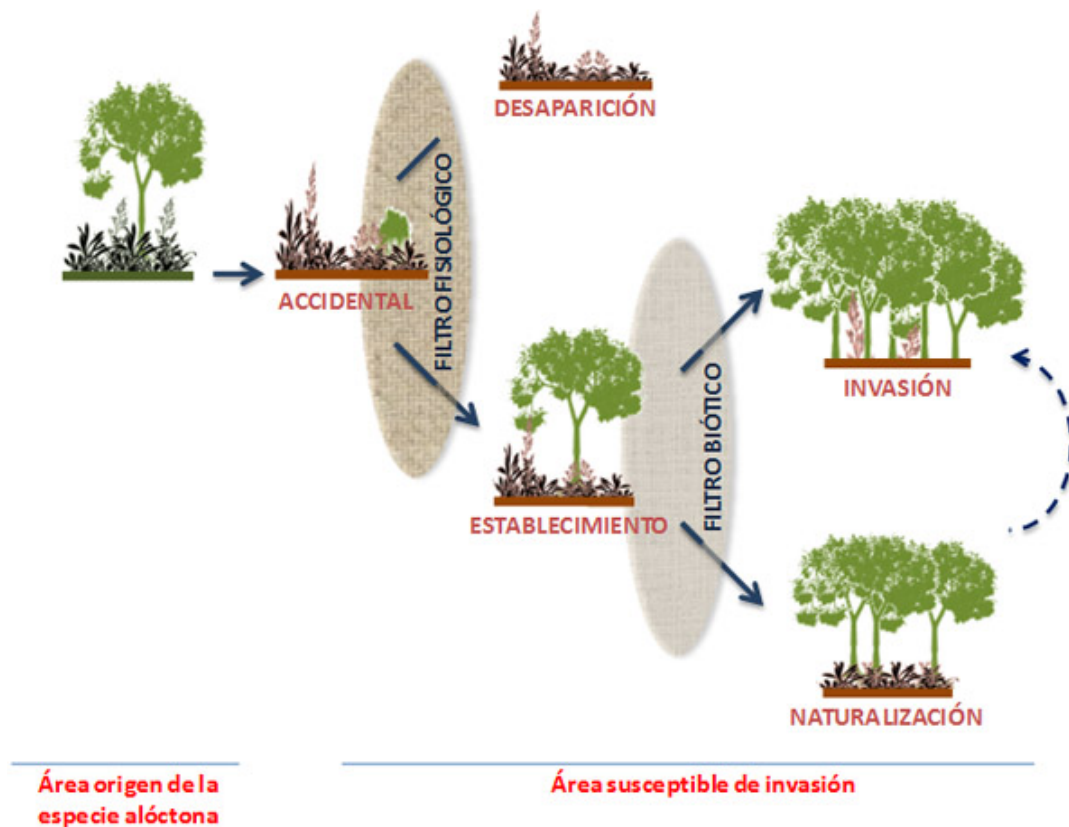 DESAPARICIÓN
FILTRO FISIOLÓGICO
ACCIDENTAL
INVASIÓN
FILTRO BIÓTICO
ESTABLECIMIENTO
NATURALIZACIÓN
Área origen de la
especie alóctona
Área susceptible de invasión